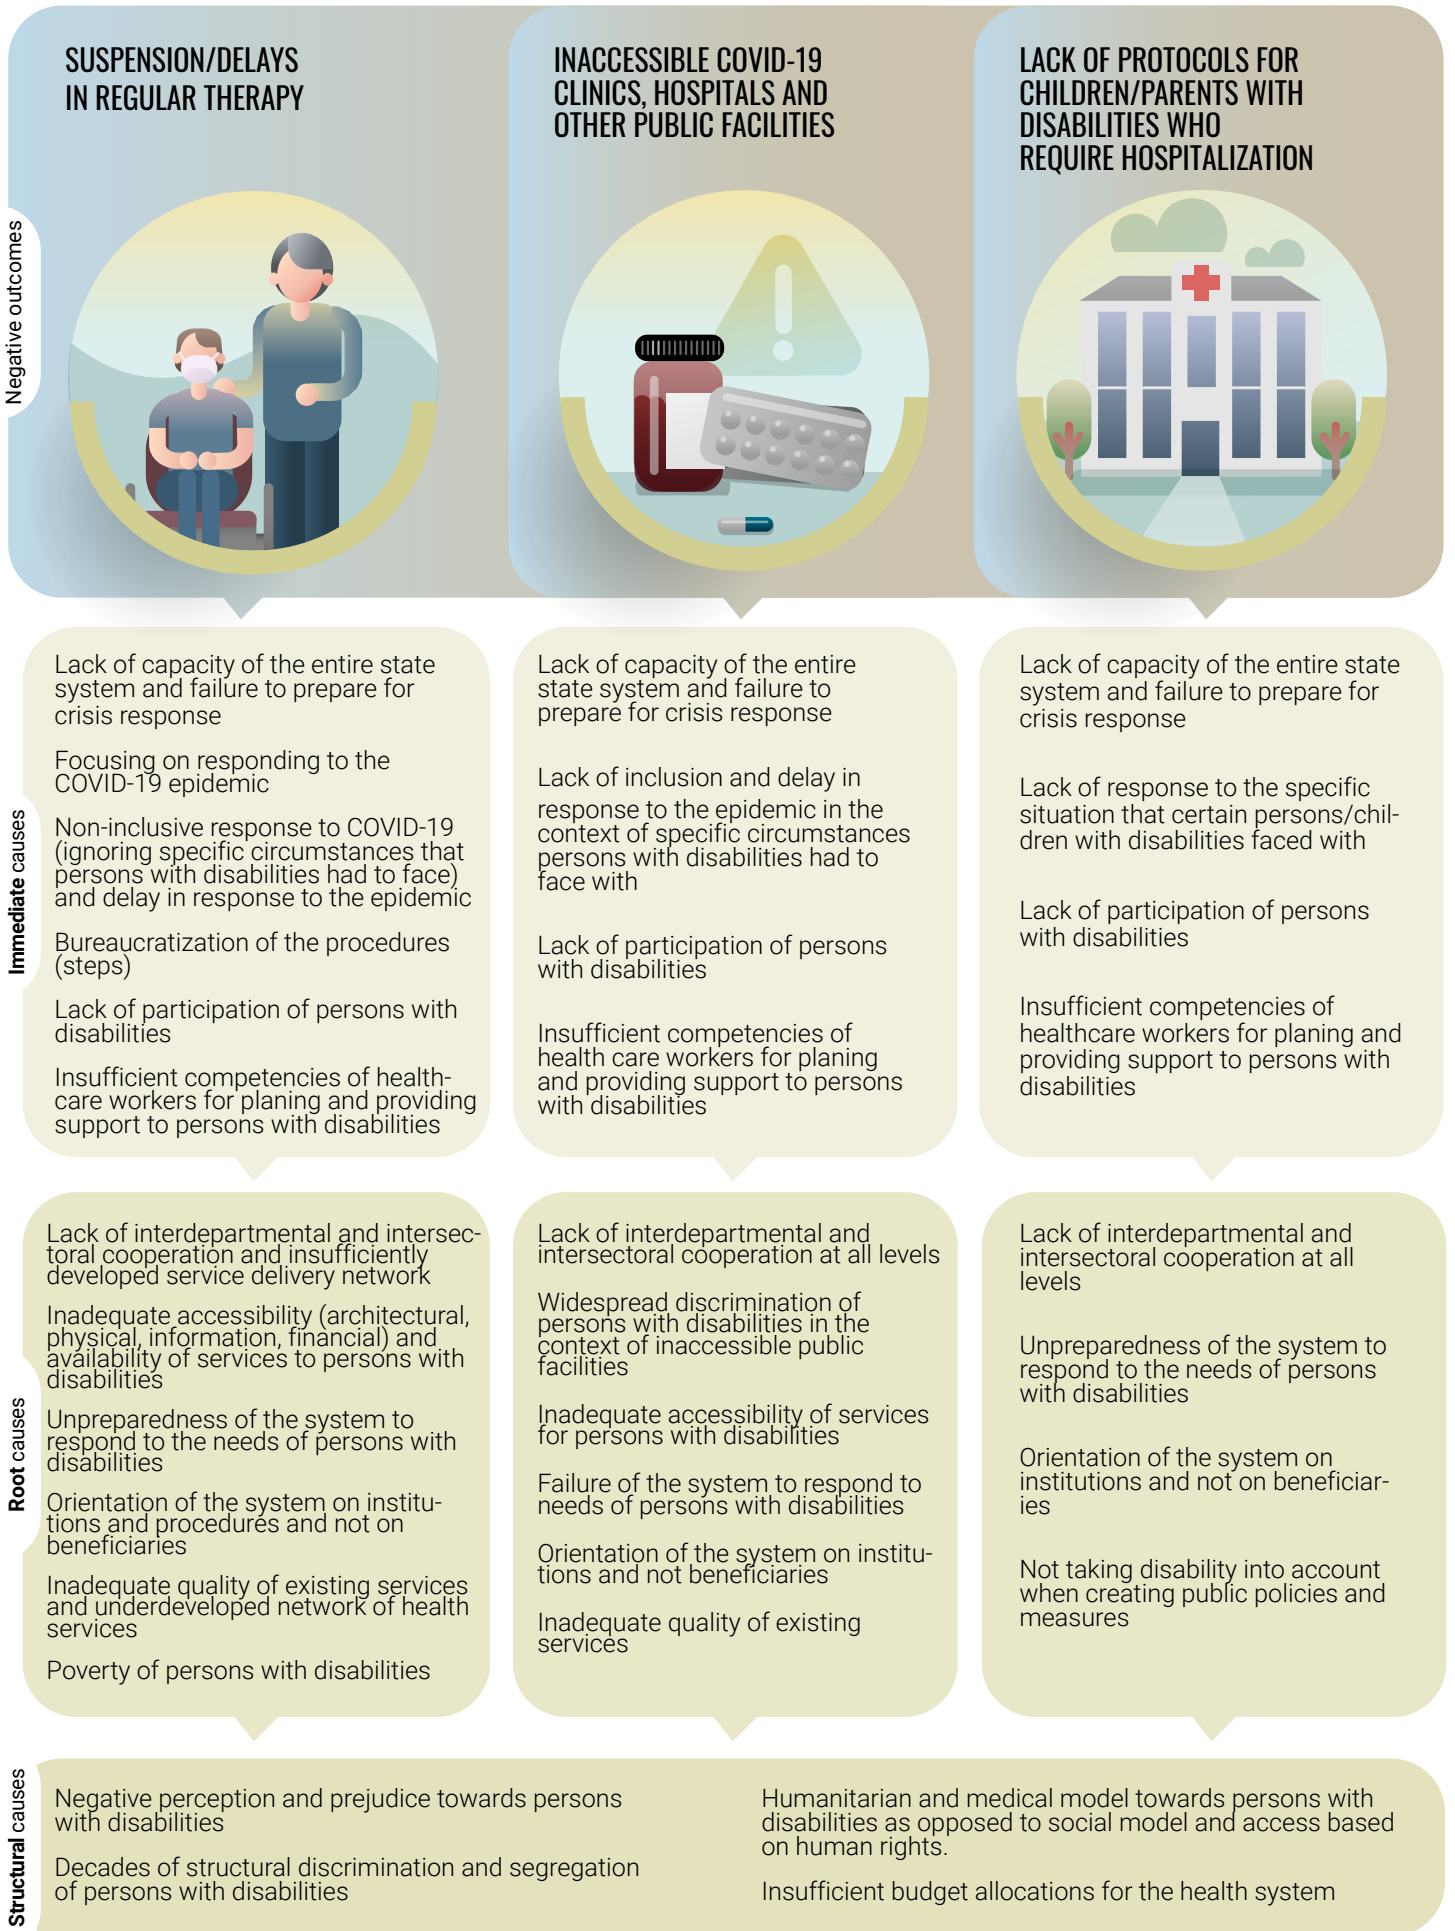 SUSPENSION/DELAYS
IN REGULAR THERAPY
INACCESSIBLE COVID-19
CLINICS, HOSPITALS AND
OTHER PUBLIC FACILITIES
LACK OF PROTOCOLS FOR
CHILDREN/PARENTS WITH
DISABILITIES WHO
REQUIRE HOSPITALIZATION
Negative outcomes
Immediate causes
Lack of capacity of the entire state
system and failure to prepare for
crisis response
Focusing on responding to the
COVID-19 epidemic
Non-inclusive response to COVID-19
(ignoring specific circumstances that
persons with disabilities had to face)
and delay in response to the epidemic
Bureaucratization of the procedures
(steps)
Lack of participation of persons with
disabilities
Insufficient competencies of health-
care workers for planing and providing
support to persons with disabilities
Lack of capacity of the entire
state system and failure to
prepare for crisis response
Lack of inclusion and delay in
response to the epidemic in the
context of specific circumstances
persons with disabilities had to
face with
Lack of participation of persons
with disabilities
Insufficient competencies of
health care workers for planing
and providing support to persons
with disabilities
Lack of capacity of the entire state
system and failure to prepare for
crisis response
Lack of response to the specific
situation that certain persons/chil-
dren with disabilities faced with
Lack of participation of persons
with disabilities
Insufficient competencies of
healthcare workers for planing and
providing support to persons with
disabilities
Root causes
Lack of interdepartmental and intersec-
toral cooperation and insufficiently
developed service delivery network
Inadequate accessibility (architectural,
physical, information, financial) and
availability of services to persons with
disabilities
Unpreparedness of the system to
respond to the needs of persons with
disabilities
Orientation of the system on institu-
tions and procedures and not on
beneficiaries
Inadequate quality of existing services
and underdeveloped network of health
services
Poverty of persons with disabilities
Lack of interdepartmental and
intersectoral cooperation at all levels
Widespread discrimination of
persons with disabilities in the
context of inaccessible public
facilities
Inadequate accessibility of services
for persons with disabilities
Failure of the system to respond to
needs of persons with disabilities
Orientation of the system on institu-
tions and not beneficiaries
Inadequate quality of existing
services
Lack of interdepartmental and
intersectoral cooperation at all
levels
Unpreparedness of the system to
respond to the needs of persons
with disabilities
Orientation of the system on
institutions and not on beneficiar-
ies
Not taking disability into account
when creating public policies and
measures
Structural causes
Negative perception and prejudice towards persons
with disabilities
Decades of structural discrimination and segregation
of persons with disabilities
Humanitarian and medical model towards persons with
disabilities as opposed to social model and access based
on human rights.
Insufficient budget allocations for the health system